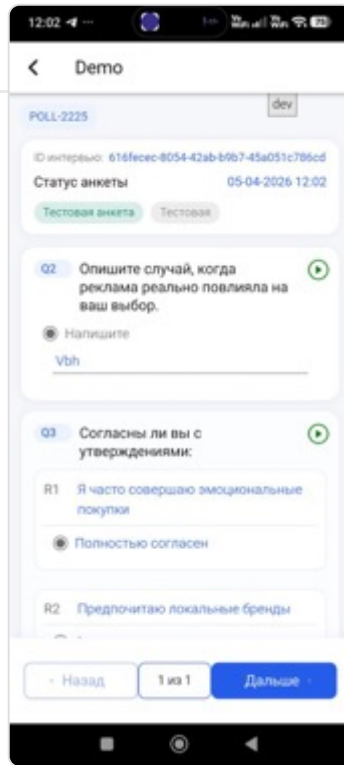 12:02
Demo
dev
POLL-2225
ID интервью: 616fecec-8054-42ab-b9b7-45a051c786cd
Статус анкеты 05-04-2026 12:02
Тестовая анкета Тестовая
Q2 Опишите случай, когда
реклама реально повлияла на
ваш выбор.
Напишите
Vbh
Q3 Согласны ли вы с
утверждениями:
R1 Я часто совершаю эмоциональные
покупки
Полностью согласен
R2 Предпочитаю локальные бренды
Назад 1 из 1 Дальше